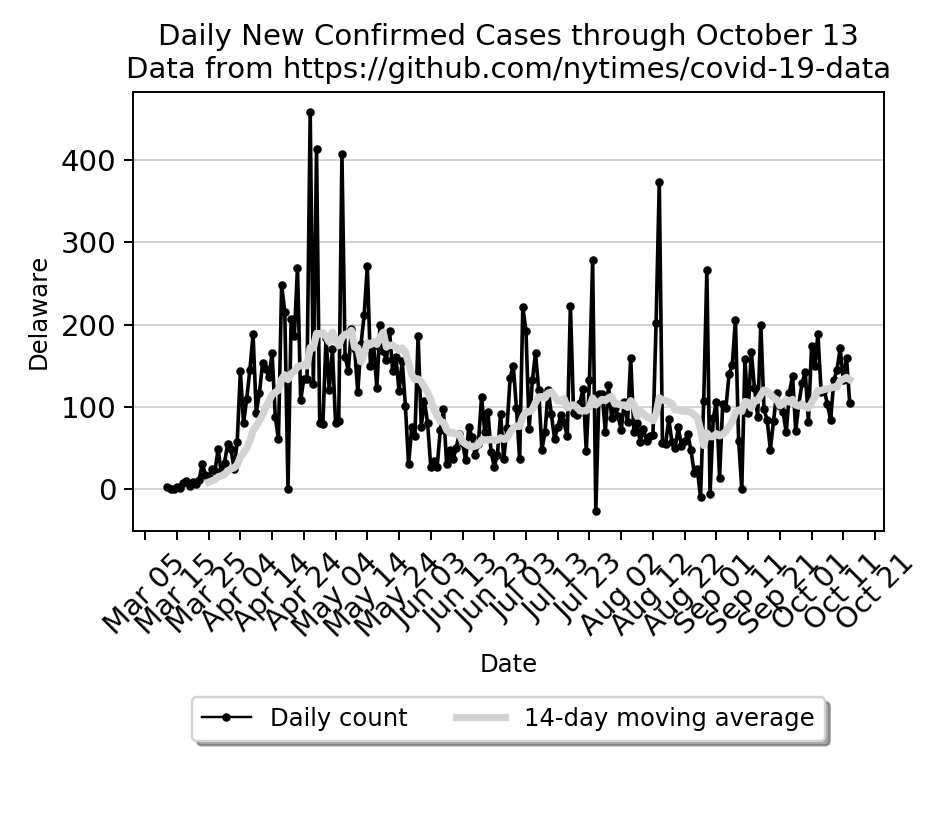 Daily New Confirmed Cases through October 13
Data from https://github.com/nytimes/covid-19-data
Delaware
400
300
200
100
0
Mar 05
Mar 15
Mar 25
Apr 04
Apr 14
Apr 24
May 04
May 14
May 24
Jun 03
Jun 13
Jun 23
Jul 03
Jul 13
Jul 23
Aug 02
Aug 12
Aug 22
Sep 01
Sep 11
Sep 21
Oct 01
Oct 11
Oct 21
Date
Daily count
14-day moving average